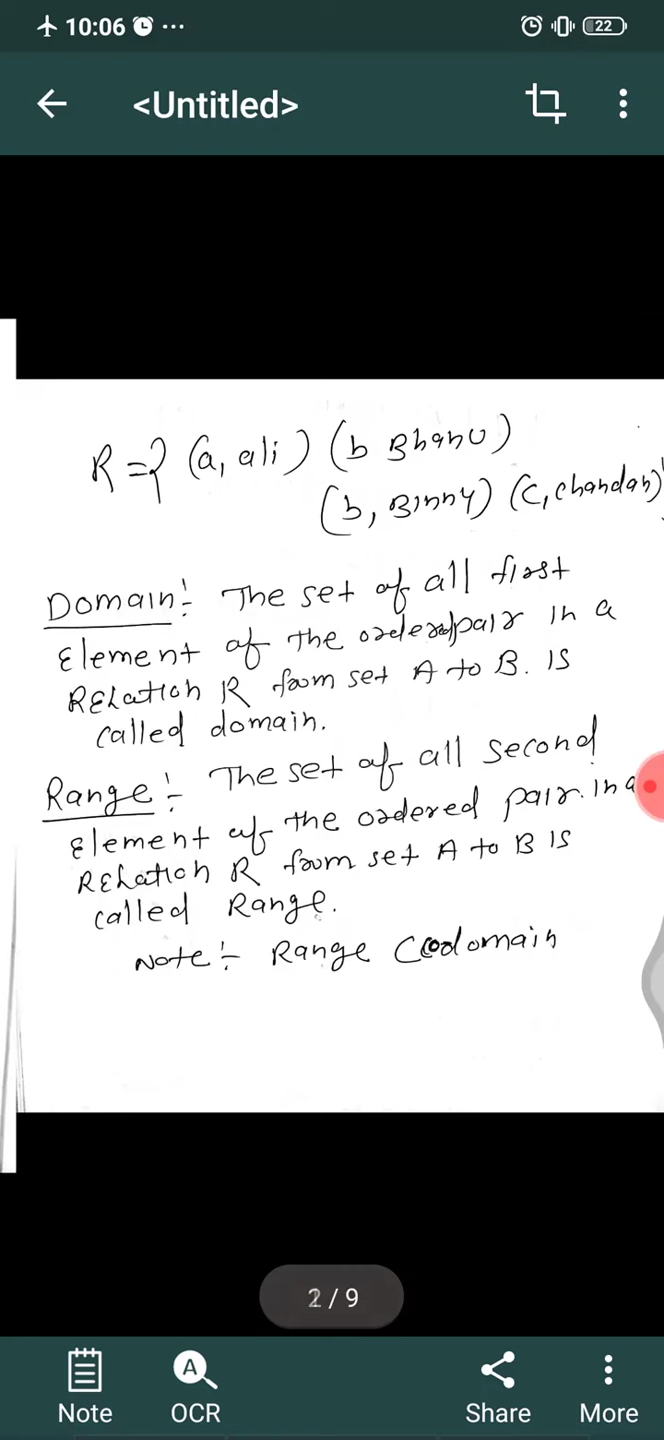 10:06 ...
22
<Untitled>
R = { (a, ali) (b Bhanu)
(b, Binny) (c, chandan)
Domain:- The set of all first
Element of the ordered pair in a
RElation R from set A to B. is
called domain.
Range:- The set of all second
Element of the ordered pair. in a
RElation R from set A to B is
called Range.
Note:- Range Codomain
2 / 9
Note OCR Share More